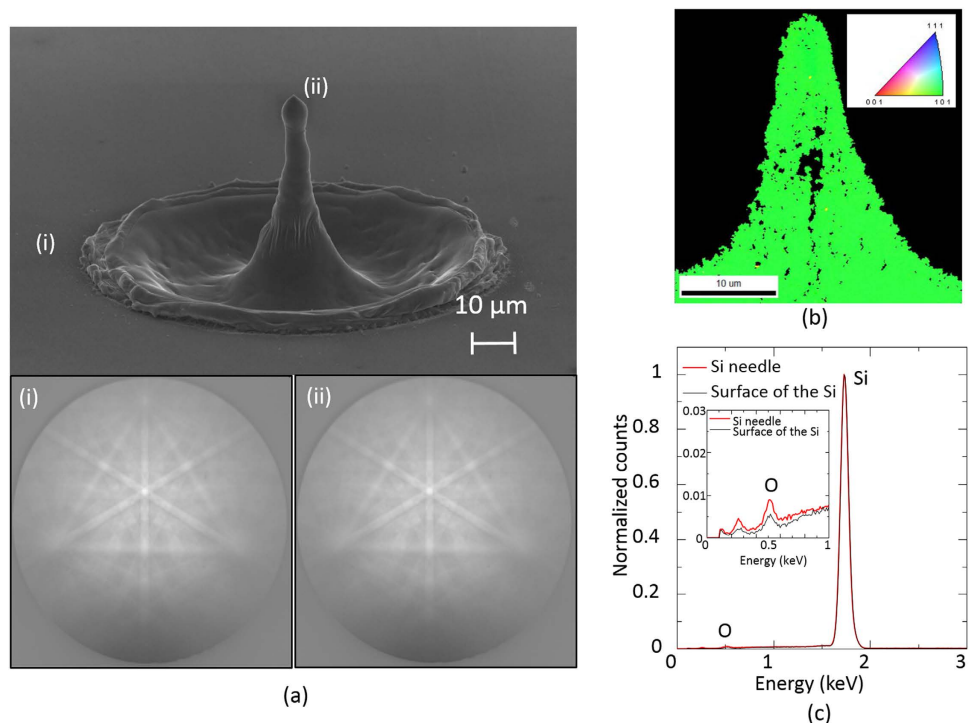 (ii)
(i)
10 µm
(i)
(ii)
(a)
1 1 1
0 0 1
1 0 1
10 um
(b)
Si needle
Surface of the Si
Si
1
0.8
0.6
0.4
0.2
0
Normalized counts
0.03
0.02
0.01
0
Si needle
Surface of the Si
O
0
0.5
1
Energy (keV)
O
0
1
2
3
Energy (keV)
(c)